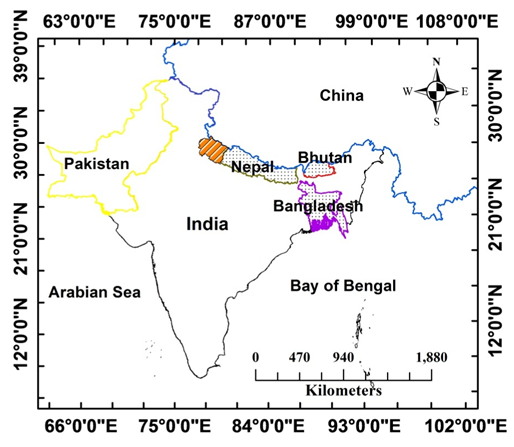 63°0'0"E 75°0'0"E 87°0'0"E 99°0'0"E 108°0'0"E
39°0'0"N
30°0'0"N
21°0'0"N
12°0'0"N
N
W E
S
China
Pakistan
Nepal
Bhutan
Bangladesh
India
Arabian Sea
Bay of Bengal
0 470 940 1,880
Kilometers
30°0'0"N
21°0'0"N
12°0'0"N
66°0'0"E 75°0'0"E 84°0'0"E 93°0'0"E 102°0'0"E